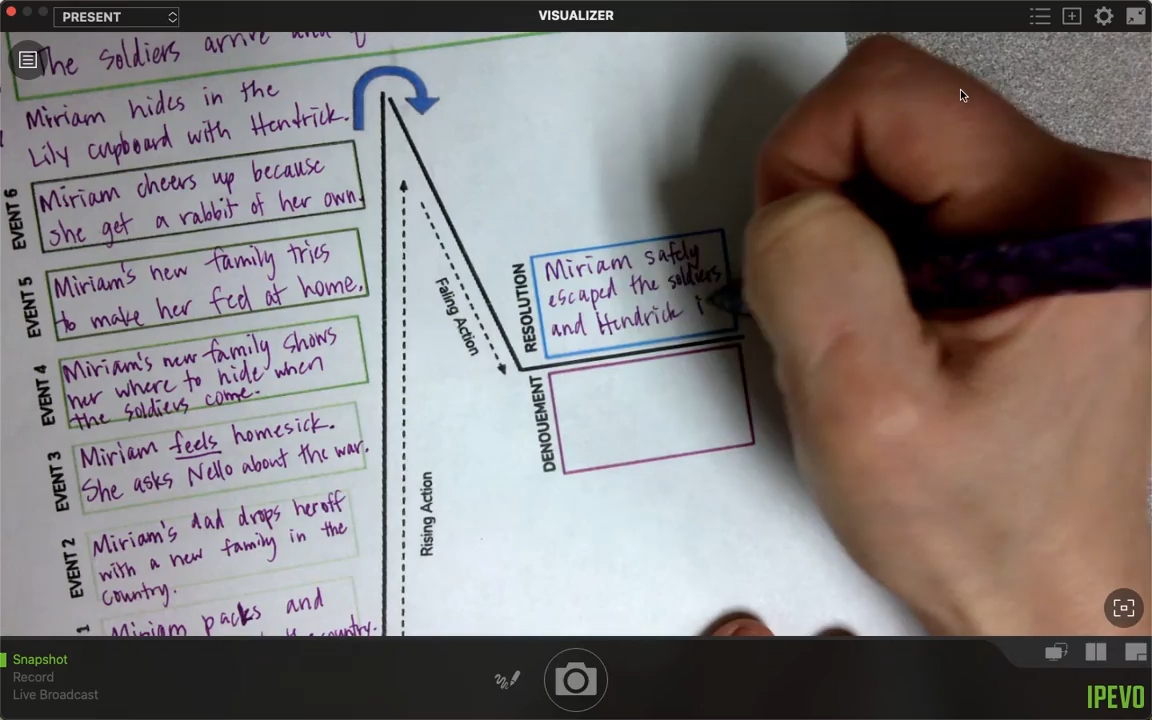 PRESENT
VISUALIZER
The soldiers arrive and
Miriam hides in the
Lily cupboard with Hendrick.
EVENT 6
Miriam cheers up because
she get a rabbit of her own.
EVENT 5
Miriam's new family tries
to make her feel at home.
EVENT 4
Miriam's new family shows
her where to hide when
the soldiers come.
EVENT 3
Miriam feels homesick.
She asks Nello about the war.
EVENT 2
Miriam's dad drops her off
with a new family in the
country.
1
Miriam packs and
country.
Rising Action
Faling Action
RESOLUTION
Miriam safely
escaped the soldiers
and Hendrick i
DENOUEMENT
Snapshot
Record
Live Broadcast
IPEVO